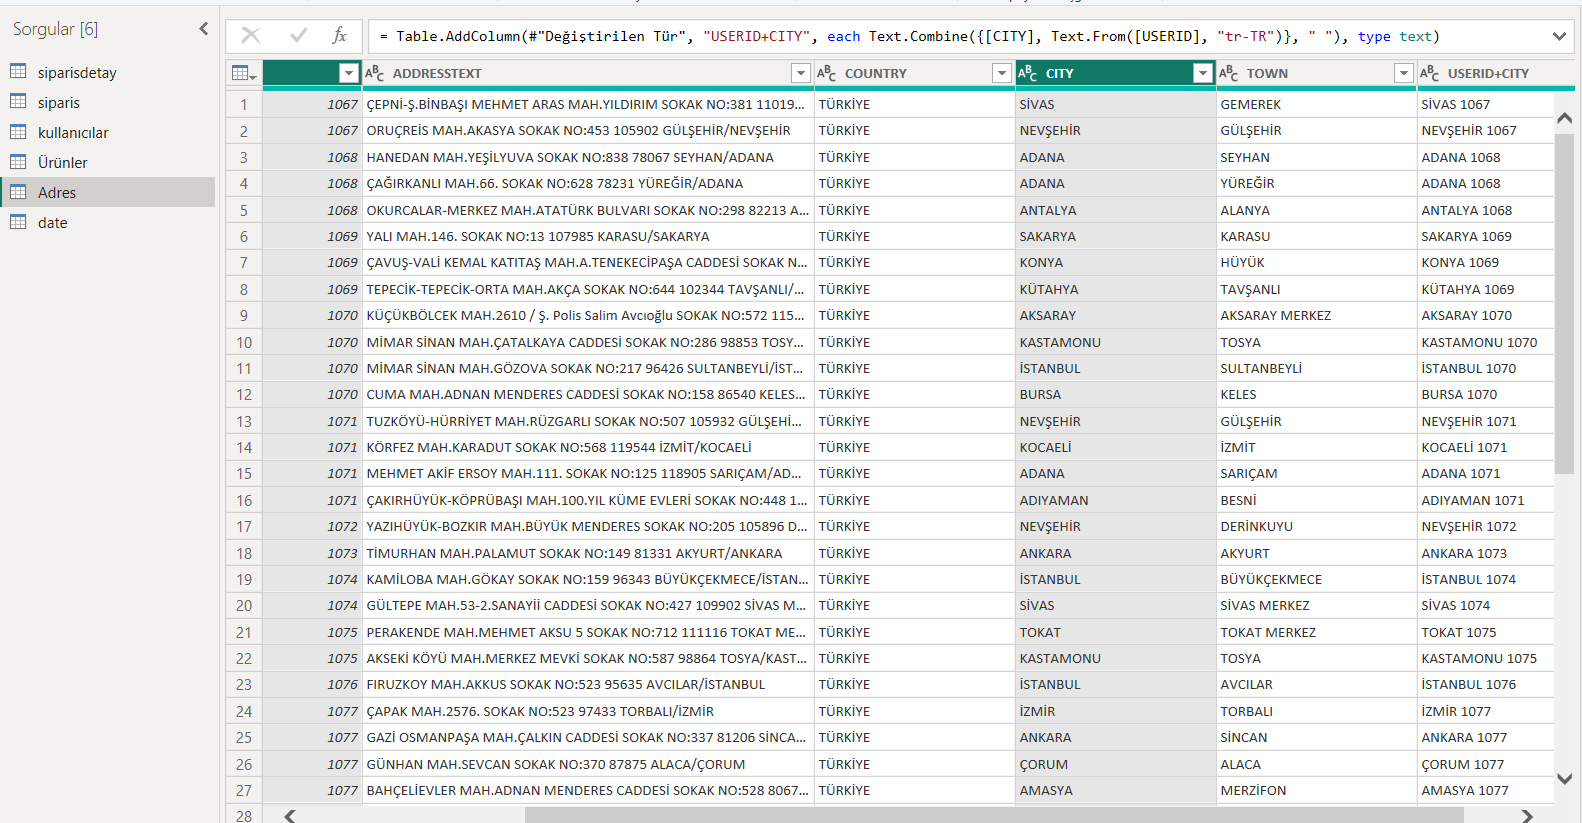 Sorgular [6]
siparisdetay
siparis
kullanıcılar
Ürünler
Adres
date
fx
= Table.AddColumn(#"Değiştirilen Tür", "USERID+CITY", each Text.Combine({[CITY], Text.From([USERID], "tr-TR")}, " "), type text)
ABC ADDRESSTEXT ABC COUNTRY ABC CITY ABC TOWN ABC USERID+CITY
1 1067 ÇEPNİ-Ş.BİNBAŞI MEHMET ARAS MAH.YILDIRIM SOKAK NO:381 11019... TÜRKİYE SİVAS GEMEREK SİVAS 1067
2 1067 ORUÇREİS MAH.AKASYA SOKAK NO:453 105902 GÜLŞEHİR/NEVŞEHİR TÜRKİYE NEVŞEHİR GÜLŞEHİR NEVŞEHİR 1067
3 1068 HANEDAN MAH.YEŞİLYUVA SOKAK NO:838 78067 SEYHAN/ADANA TÜRKİYE ADANA SEYHAN ADANA 1068
4 1068 ÇAĞIRKANLI MAH.66. SOKAK NO:628 78231 YÜREĞİR/ADANA TÜRKİYE ADANA YÜREĞİR ADANA 1068
5 1068 OKURCALAR-MERKEZ MAH.ATATÜRK BULVARI SOKAK NO:298 82213 A... TÜRKİYE ANTALYA ALANYA ANTALYA 1068
6 1069 YALI MAH.146. SOKAK NO:13 107985 KARASU/SAKARYA TÜRKİYE SAKARYA KARASU SAKARYA 1069
7 1069 ÇAVUŞ-VALİ KEMAL KATITAŞ MAH.A.TENEKECİPAŞA CADDESİ SOKAK N... TÜRKİYE KONYA HÜYÜK KONYA 1069
8 1069 TEPECİK-TEPECİK-ORTA MAH.AKÇA SOKAK NO:644 102344 TAVŞANLI/... TÜRKİYE KÜTAHYA TAVŞANLI KÜTAHYA 1069
9 1070 KÜÇÜKBÖLCEK MAH.2610 / Ş. Polis Salim Avcıoğlu SOKAK NO:572 115... TÜRKİYE AKSARAY AKSARAY MERKEZ AKSARAY 1070
10 1070 MİMAR SİNAN MAH.ÇATALKAYA CADDESİ SOKAK NO:286 98853 TOSY... TÜRKİYE KASTAMONU TOSYA KASTAMONU 1070
11 1070 MİMAR SİNAN MAH.GÖZOVA SOKAK NO:217 96426 SULTANBEYLİ/İST... TÜRKİYE İSTANBUL SULTANBEYLİ İSTANBUL 1070
12 1070 CUMA MAH.ADNAN MENDERES CADDESİ SOKAK NO:158 86540 KELES... TÜRKİYE BURSA KELES BURSA 1070
13 1071 TUZKÖYÜ-HÜRRİYET MAH.RÜZGARLI SOKAK NO:507 105932 GÜLŞEHİ... TÜRKİYE NEVŞEHİR GÜLŞEHİR NEVŞEHİR 1071
14 1071 KÖRFEZ MAH.KARADUT SOKAK NO:568 119544 İZMİT/KOCAELİ TÜRKİYE KOCAELİ İZMİT KOCAELİ 1071
15 1071 MEHMET AKİF ERSOY MAH.111. SOKAK NO:125 118905 SARIÇAM/AD... TÜRKİYE ADANA SARIÇAM ADANA 1071
16 1071 ÇAKIRHÜYÜK-KÖPRÜBAŞI MAH.100.YIL KÜME EVLERİ SOKAK NO:448 1... TÜRKİYE ADIYAMAN BESNİ ADIYAMAN 1071
17 1072 YAZIHÜYÜK-BOZKIR MAH.BÜYÜK MENDERES SOKAK NO:205 105896 D... TÜRKİYE NEVŞEHİR DERİNKUYU NEVŞEHİR 1072
18 1073 TİMURHAN MAH.PALAMUT SOKAK NO:149 81331 AKYURT/ANKARA TÜRKİYE ANKARA AKYURT ANKARA 1073
19 1074 KAMİLOBA MAH.GÖKAY SOKAK NO:159 96343 BÜYÜKÇEKMECE/İSTAN... TÜRKİYE İSTANBUL BÜYÜKÇEKMECE İSTANBUL 1074
20 1074 GÜLTEPE MAH.53-2.SANAYİİ CADDESİ SOKAK NO:427 109902 SİVAS M... TÜRKİYE SİVAS SİVAS MERKEZ SİVAS 1074
21 1075 PERAKENDE MAH.MEHMET AKSU 5 SOKAK NO:712 111116 TOKAT ME... TÜRKİYE TOKAT TOKAT MERKEZ TOKAT 1075
22 1075 AKSEKİ KÖYÜ MAH.MERKEZ MEVKİ SOKAK NO:587 98864 TOSYA/KAST... TÜRKİYE KASTAMONU TOSYA KASTAMONU 1075
23 1076 FIRUZKOY MAH.AKKUS SOKAK NO:523 95635 AVCILAR/İSTANBUL TÜRKİYE İSTANBUL AVCILAR İSTANBUL 1076
24 1077 ÇAPAK MAH.2576. SOKAK NO:523 97433 TORBALI/İZMİR TÜRKİYE İZMİR TORBALI İZMİR 1077
25 1077 GAZİ OSMANPAŞA MAH.ÇALKIN CADDESİ SOKAK NO:337 81206 SİNCA... TÜRKİYE ANKARA SİNCAN ANKARA 1077
26 1077 GÜNHAN MAH.SEVCAN SOKAK NO:370 87875 ALACA/ÇORUM TÜRKİYE ÇORUM ALACA ÇORUM 1077
27 1077 BAHÇELİEVLER MAH.ADNAN MENDERES CADDESİ SOKAK NO:528 8067... TÜRKİYE AMASYA MERZİFON AMASYA 1077
28